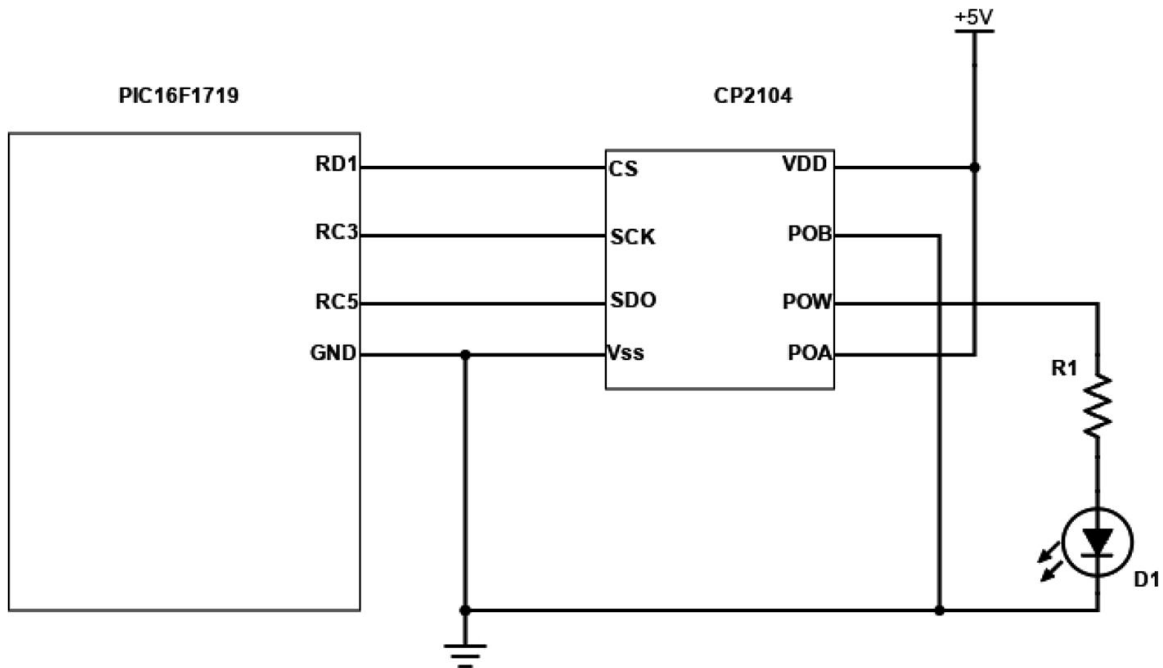 +5V
PIC16F1719
CP2104
RD1
CS
VDD
RC3
SCK
POB
RC5
SDO
POW
GND
Vss
POA
R1
D1